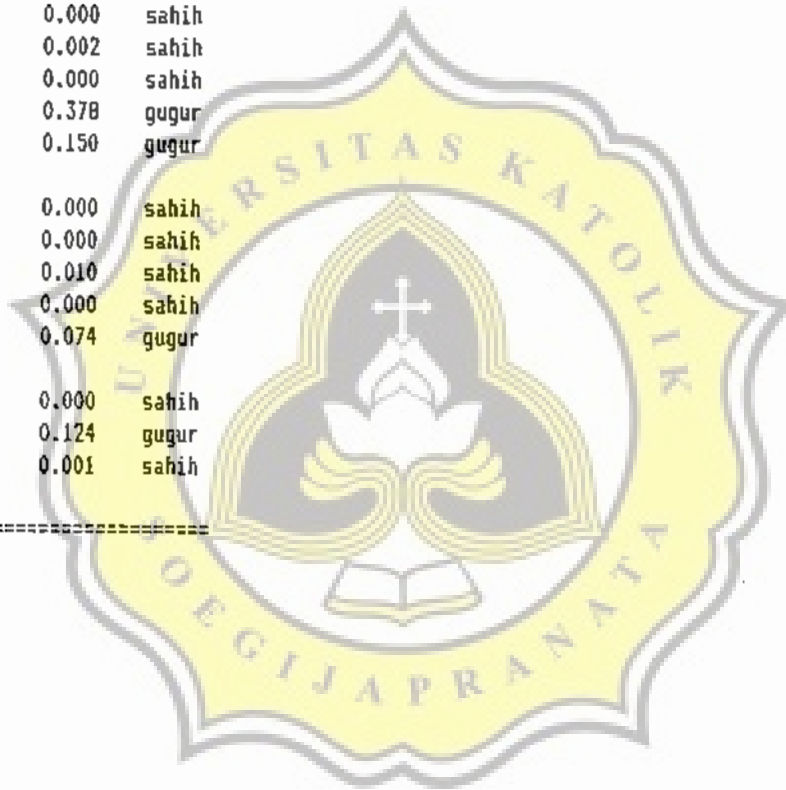 0.000 sahih
0.002 sahih
0.000 sahih
0.378 gugur
0.150 gugur
0.000 sahih
0.000 sahih
0.010 sahih
0.000 sahih
0.074 gugur
0.000 sahih
0.124 gugur
0.001 sahih
====================
UNIVERSITAS KATOLIK
SOEGIJAPRANATA